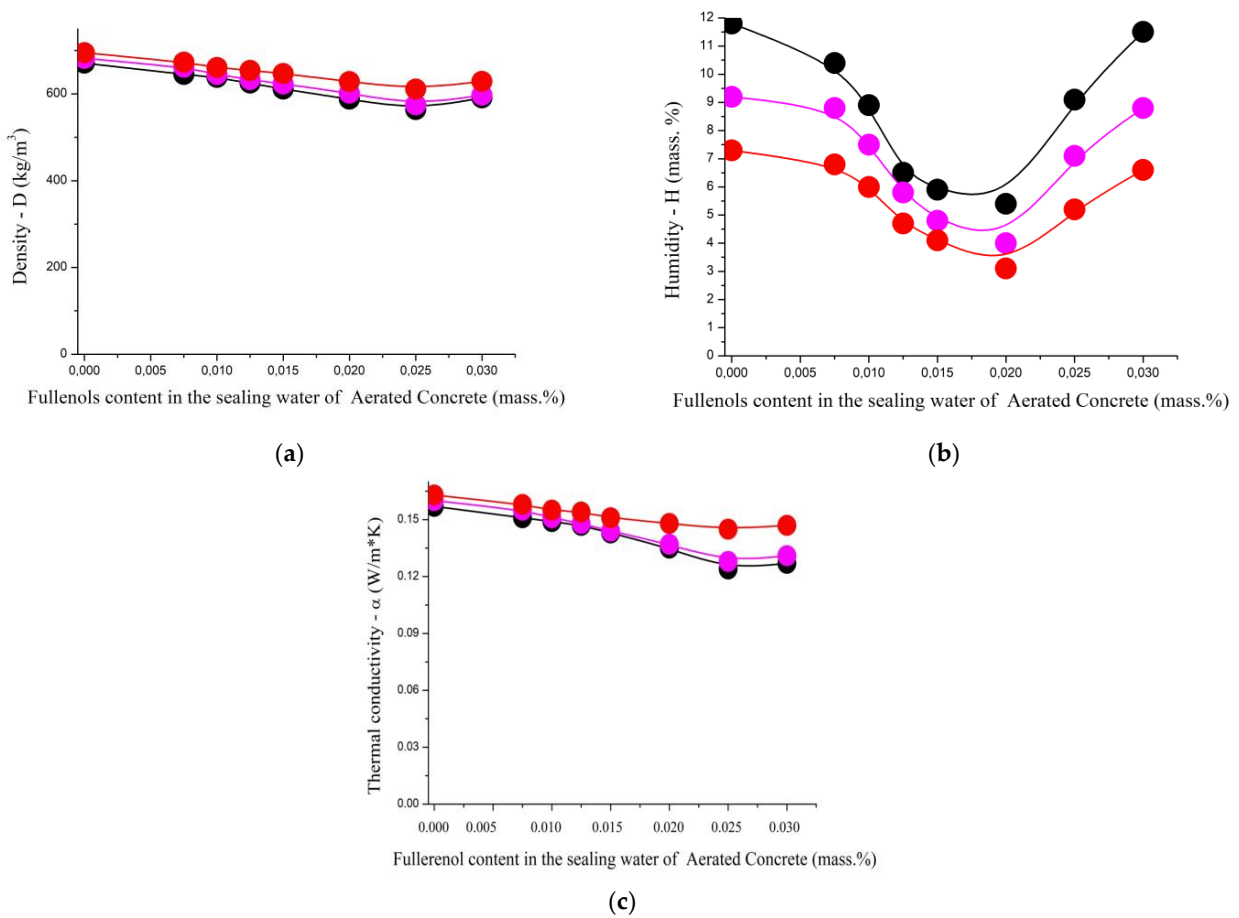 600
400
200
0
Density - D (kg/m³)
0,000 0,005 0,010 0,015 0,020 0,025 0,030
Fullenols content in the sealing water of Aerated Concrete (mass.%)
(a)
12
11
10
9
8
7
6
5
4
3
2
1
0
Humidity - H (mass. %)
0,000 0,005 0,010 0,015 0,020 0,025 0,030
Fullenols content in the sealing water of Aerated Concrete (mass.%)
(b)
0.15
0.12
0.09
0.06
0.03
0.00
Thermal conductivity - α (W/m*K)
0.000 0.005 0.010 0.015 0.020 0.025 0.030
Fullerenol content in the sealing water of Aerated Concrete (mass.%)
(c)